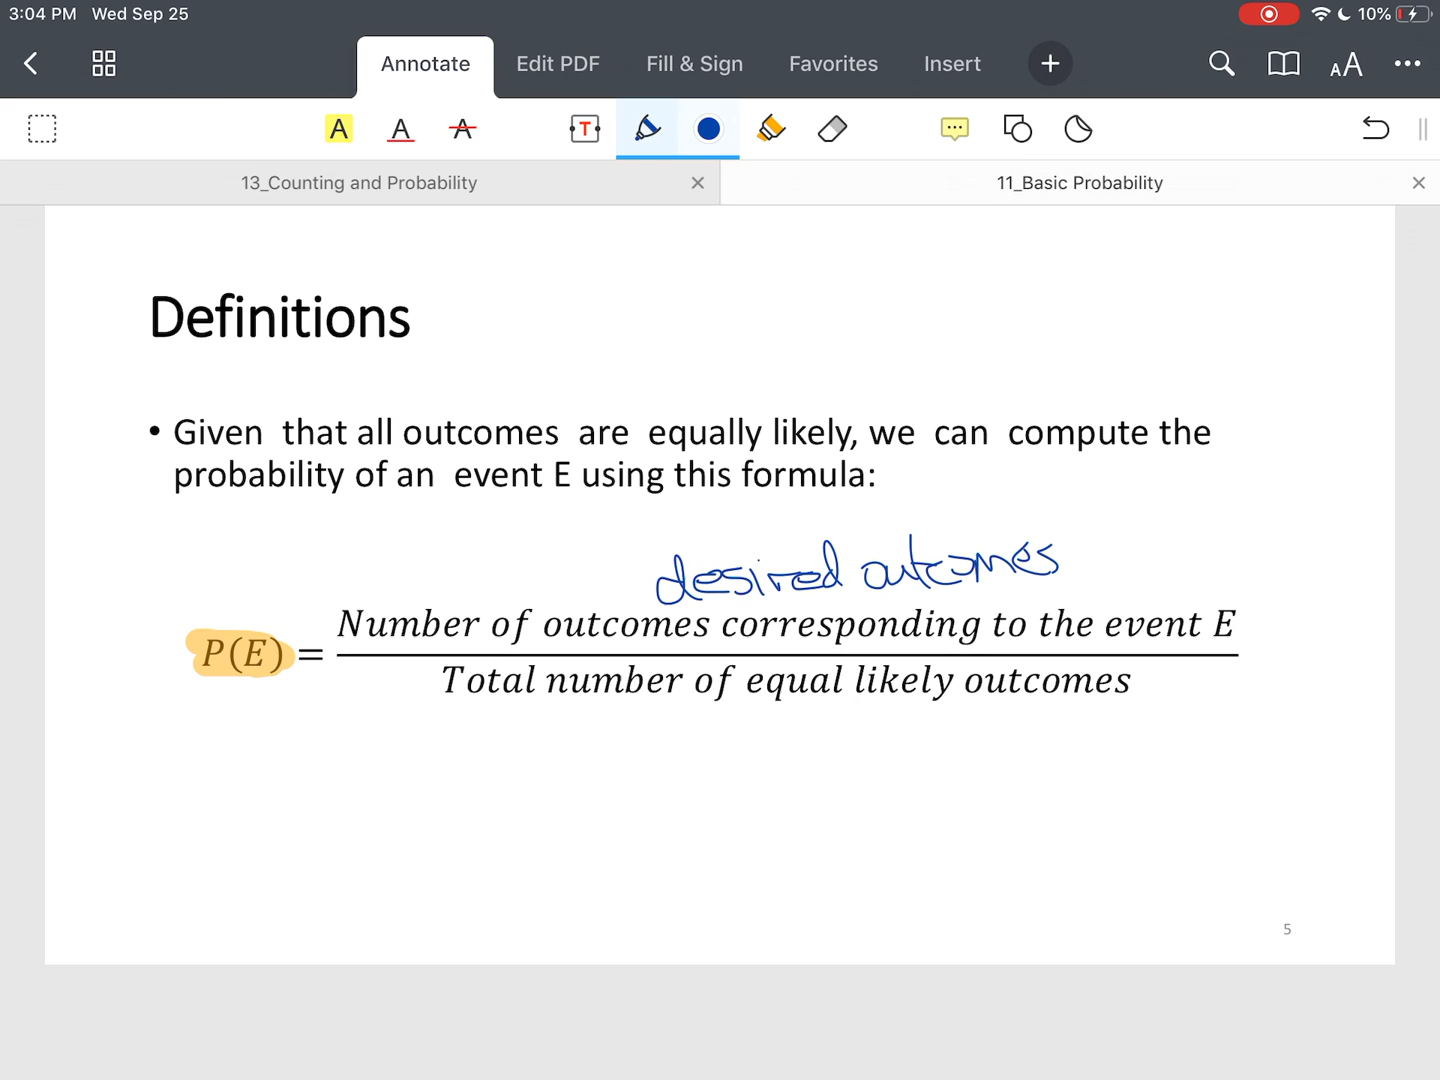 3:04 PM Wed Sep 25 10%
Annotate Edit PDF Fill & Sign Favorites Insert AA
A A A T
13_Counting and Probability 11_Basic Probability
Definitions
• Given that all outcomes are equally likely, we can compute the
probability of an event E using this formula:
desired outcomes
Number of outcomes corresponding to the event E
P(E) =
Total number of equal likely outcomes
5